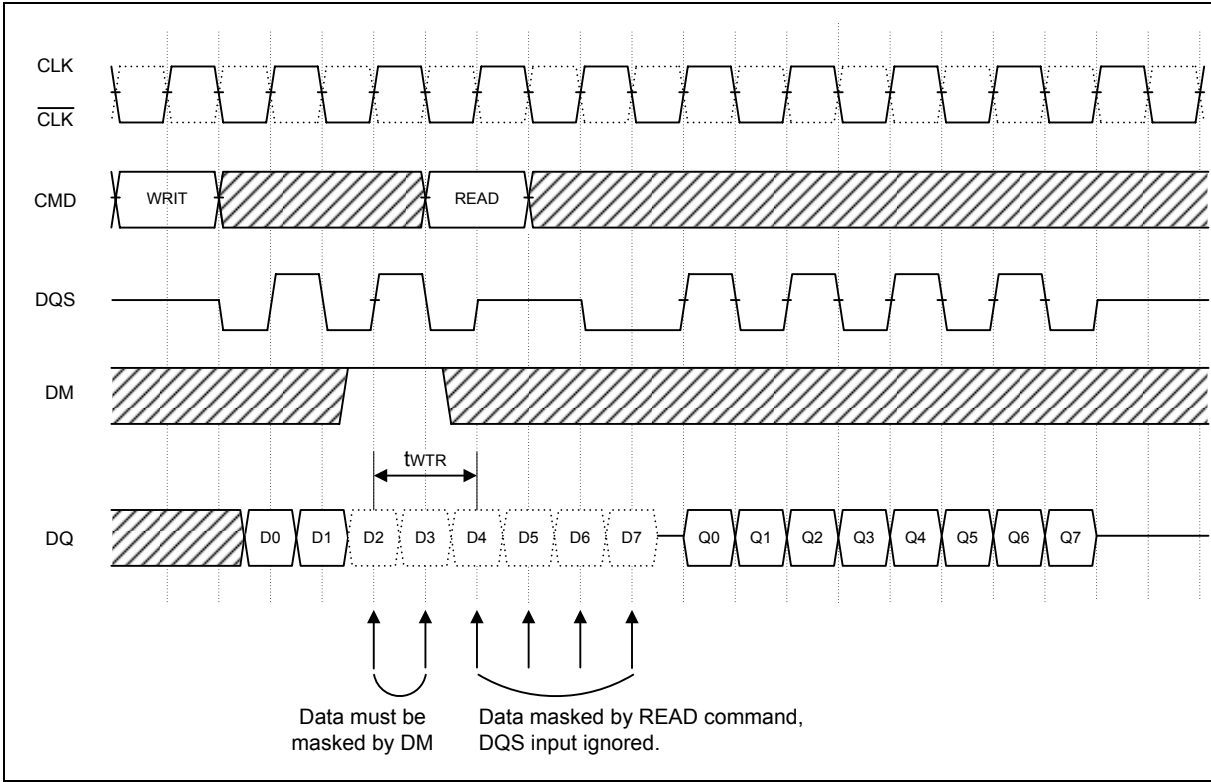 CLK
CLK
CMD
WRIT
READ
DQS
DM
tWTR
DQ
D0 D1 D2 D3 D4 D5 D6 D7 Q0 Q1 Q2 Q3 Q4 Q5 Q6 Q7
Data must be
masked by DM
Data masked by READ command,
DQS input ignored.